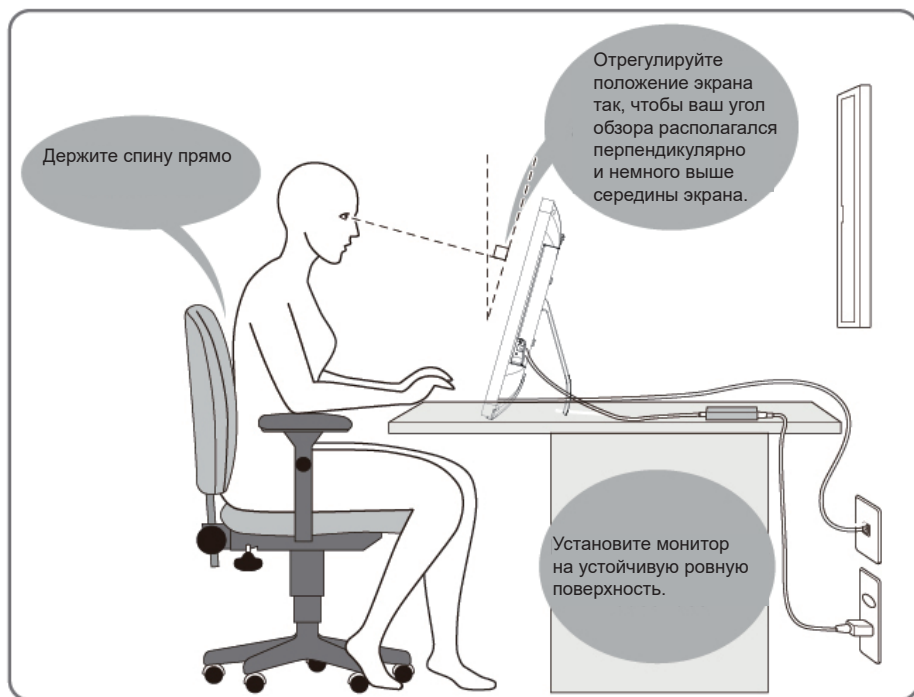 Держите спину прямо
Отрегулируйте
положение экрана
так, чтобы ваш угол
обзора располагался
перпендикулярно
и немного выше
середины экрана.
Установите монитор
на устойчивую ровную
поверхность.